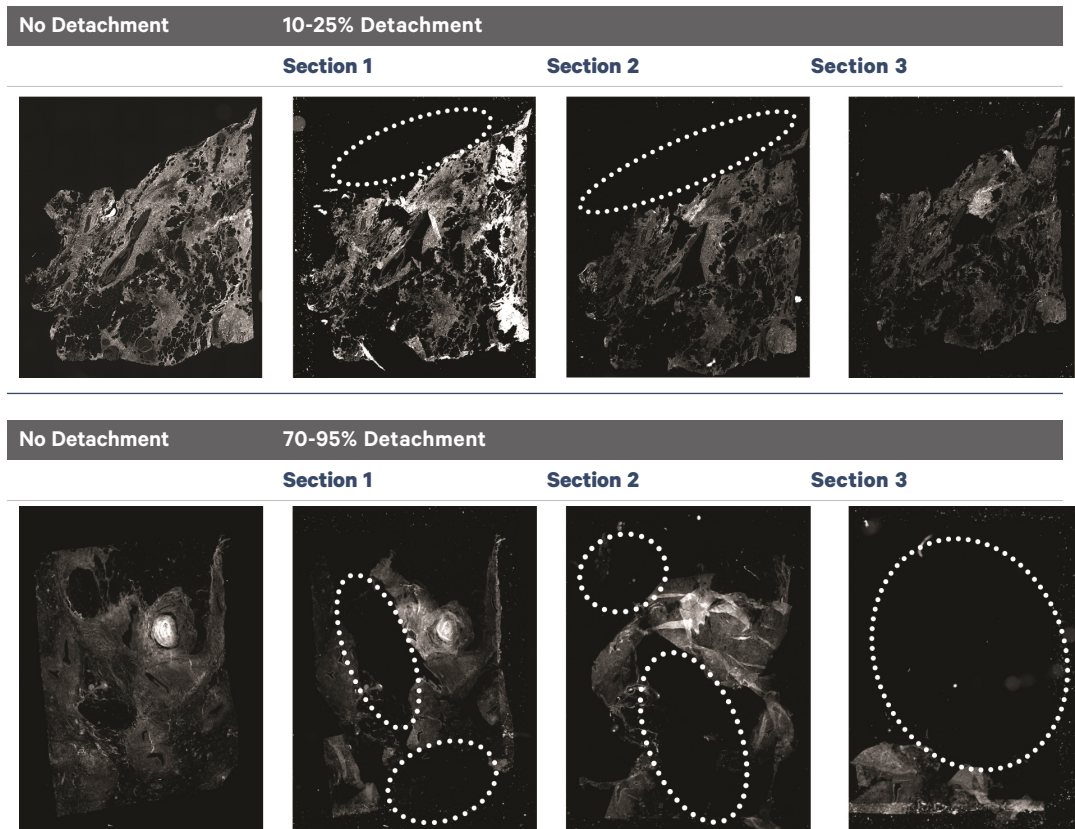 No Detachment 10-25% Detachment
Section 1 Section 2 Section 3
No Detachment 70-95% Detachment
Section 1 Section 2 Section 3